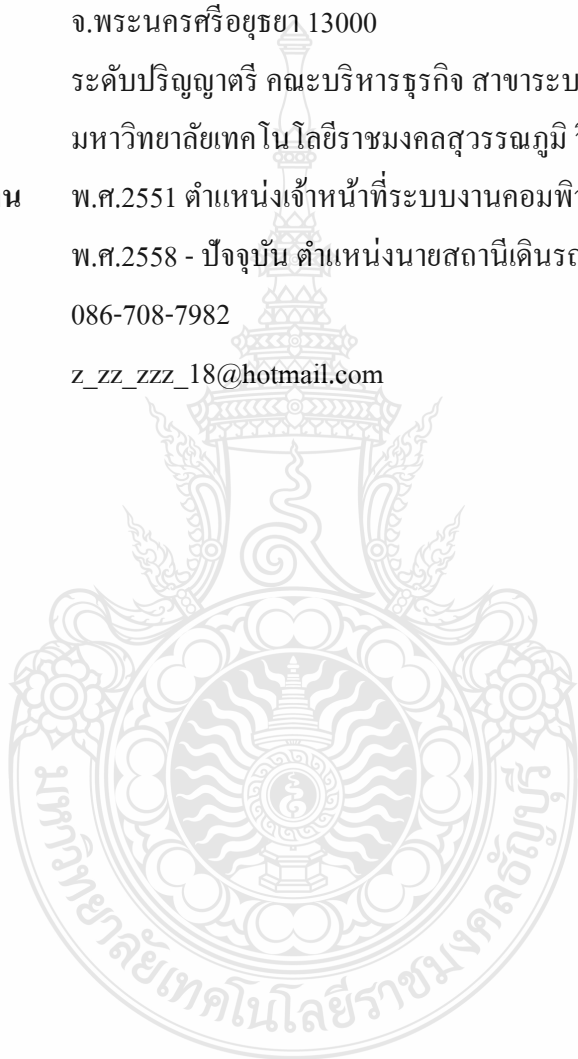 จ.พระนครศรีอยุธยา 13000
ระดับปริญญาตรี คณะบริหารธุรกิจ
มหาวิทยาลัยเทคโนโลยีราชมงคลสุวรรณภูมิ
พ.ศ.2551 ตำแหน่งเจ้าหน้าที่ระบบงาน
พ.ศ.2558 - ปัจจุบัน ตำแหน่งนายสถานี
086-708-7982
z_zz_zzz_18@hotmail.com
มหาวิทยาลัยเทคโนโลยีราชมงคลธัญบุรี